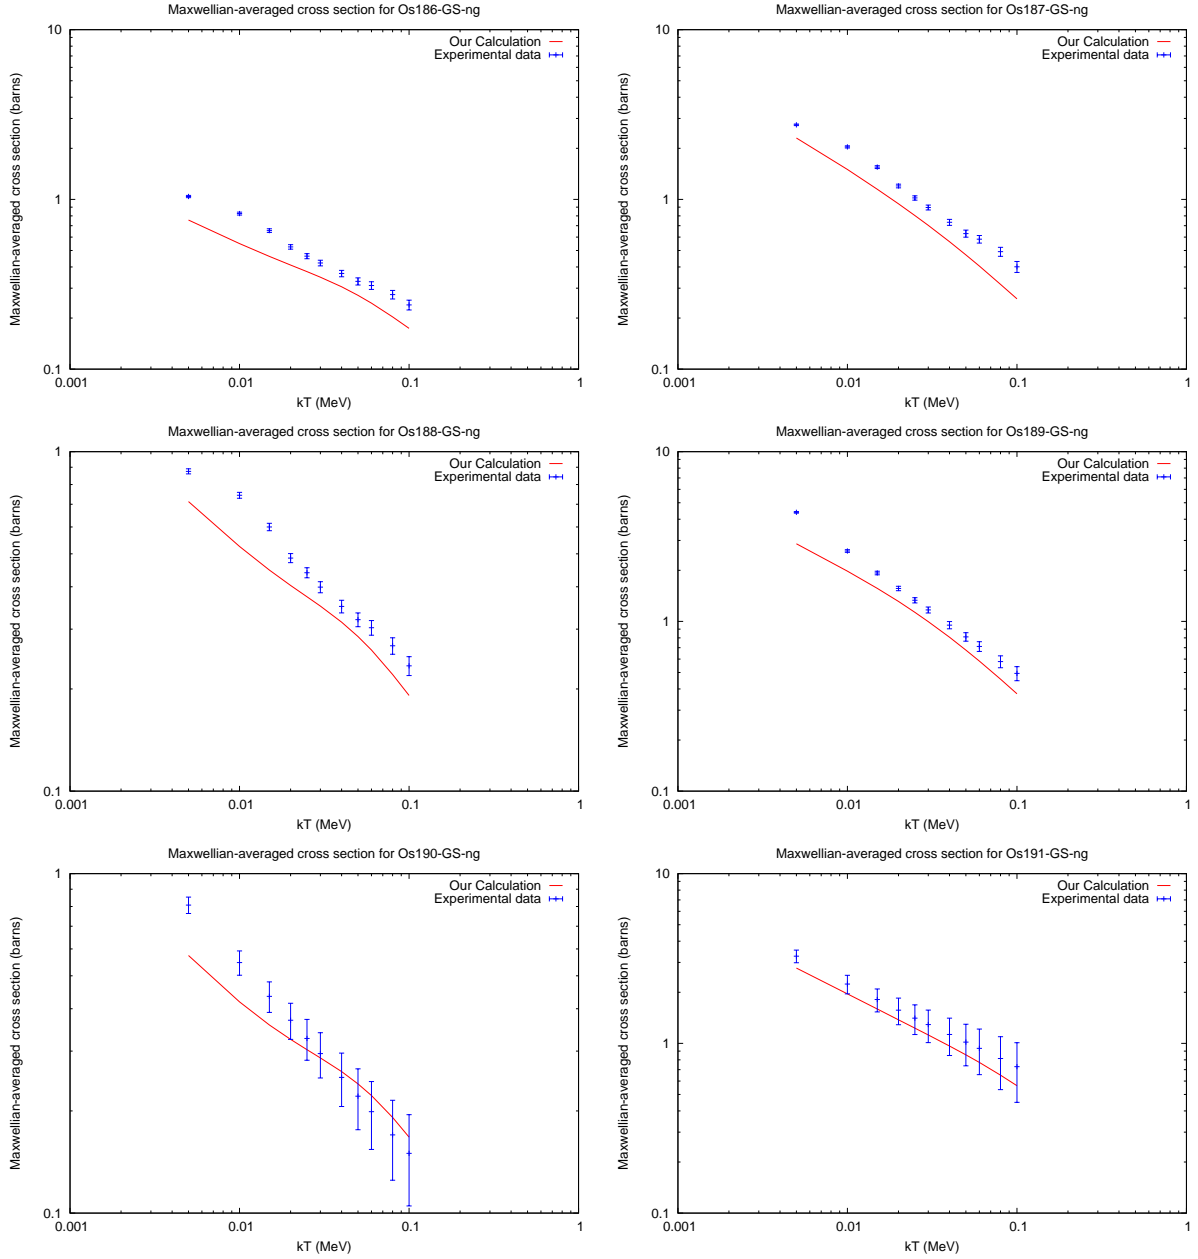 Maxwellian-averaged cross section for Os186-GS-ng
Our Calculation
Experimental data
Maxwellian-averaged cross section (barns)
10
1
0.1
0.001
0.01
0.1
1
kT (MeV)
Maxwellian-averaged cross section for Os187-GS-ng
Our Calculation
Experimental data
Maxwellian-averaged cross section (barns)
10
1
0.1
0.001
0.01
0.1
1
kT (MeV)
Maxwellian-averaged cross section for Os188-GS-ng
Our Calculation
Experimental data
Maxwellian-averaged cross section (barns)
1
0.1
0.001
0.01
0.1
1
kT (MeV)
Maxwellian-averaged cross section for Os189-GS-ng
Our Calculation
Experimental data
Maxwellian-averaged cross section (barns)
10
1
0.1
0.001
0.01
0.1
1
kT (MeV)
Maxwellian-averaged cross section for Os190-GS-ng
Our Calculation
Experimental data
Maxwellian-averaged cross section (barns)
1
0.1
0.001
0.01
0.1
1
kT (MeV)
Maxwellian-averaged cross section for Os191-GS-ng
Our Calculation
Experimental data
Maxwellian-averaged cross section (barns)
10
1
0.1
0.001
0.01
0.1
1
kT (MeV)